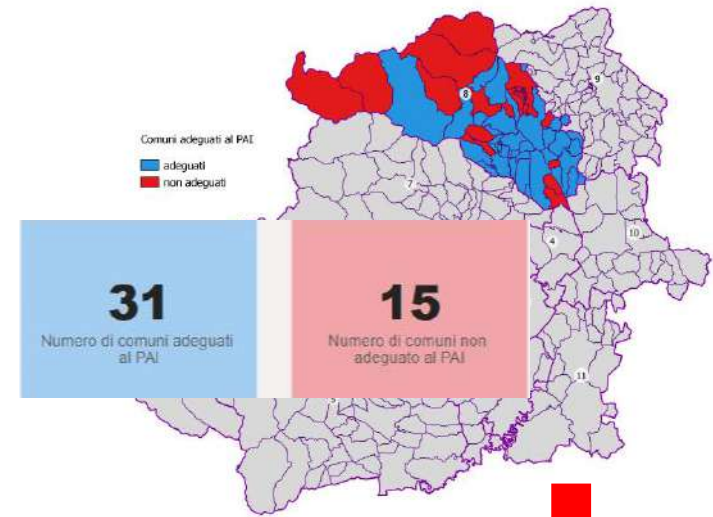 9
8
Comuni adeguati al PAI
adeguati
non adeguati
7
4
10
31
Numero di comuni adeguati
al PAI
15
Numero di comuni non
adeguato al PAI
11